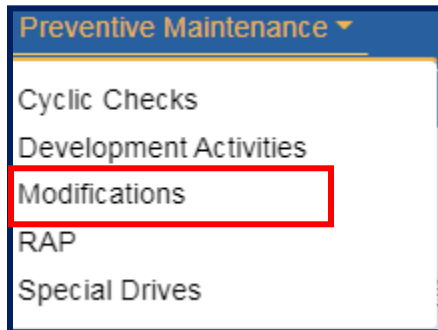 Preventive Maintenance
Cyclic Checks
Development Activities
Modifications
RAP
Special Drives